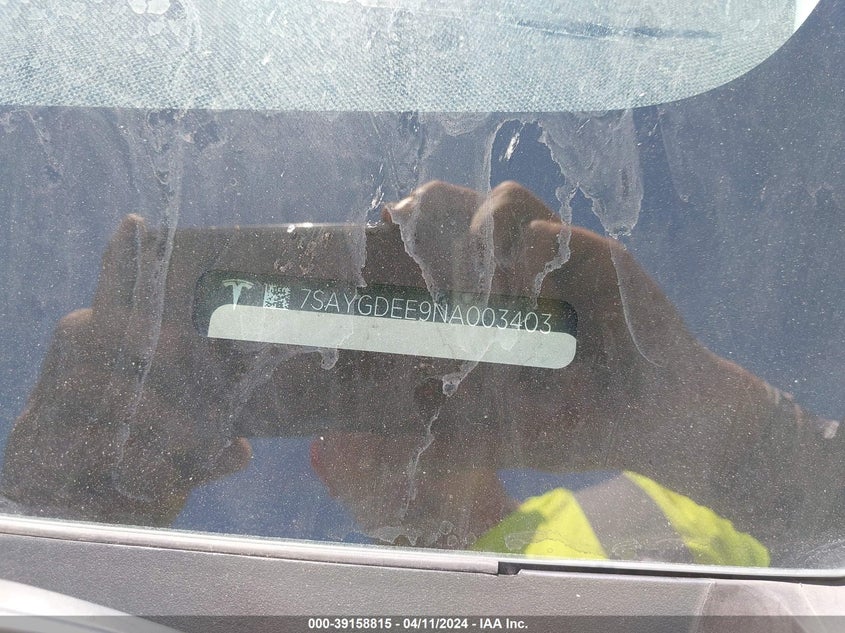 7SAYGDEE9NA003403
000-39158815 - 04/11/2024 - IAA Inc.